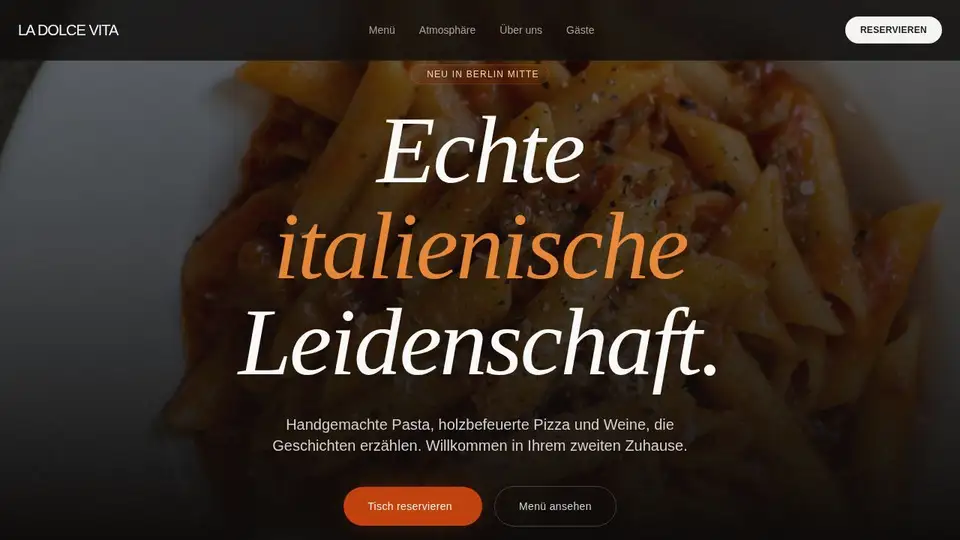 LA DOLCE VITA
Menü
Atmosphäre
Über uns
Gäste
RESERVIEREN
NEU IN BERLIN MITTE
Echte
italienische
Leidenschaft.
Handgemachte Pasta, holzbefeuerte Pizza und Weine, die
Geschichten erzählen. Willkommen in Ihrem zweiten Zuhause.
Tisch reservieren
Menü ansehen